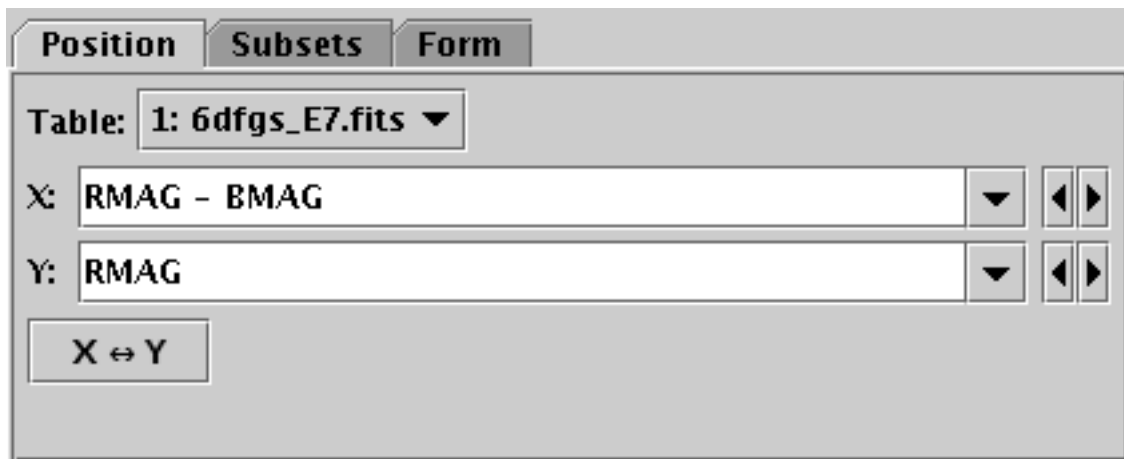 Position Subsets Form
Table: 1: 6dfgs_E7.fits
X: RMAG - BMAG
Y: RMAG
X ⇔ Y